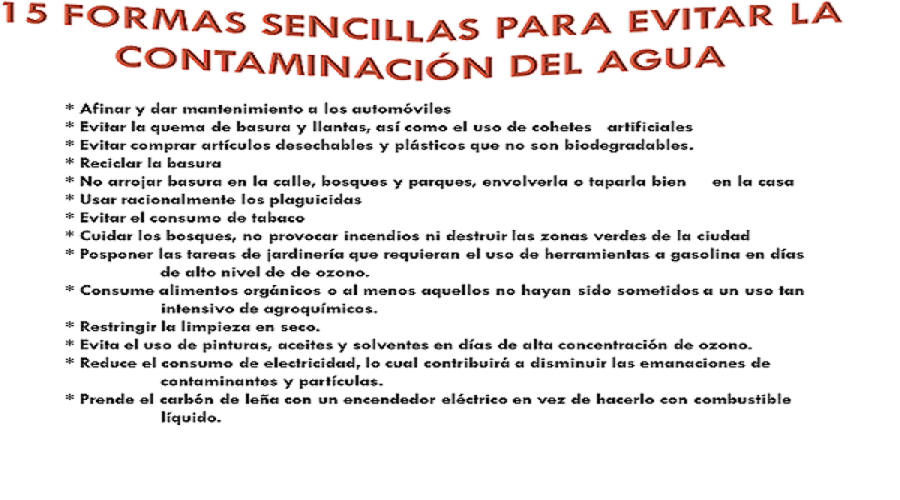 15 FORMAS SENCILLAS PARA EVITAR LA
CONTAMINACIÓN DEL AGUA
* Afinar y dar mantenimiento a los automóviles
* Evitar la quema de basura y llantas, así como el uso de cohetes artificiales
* Evitar comprar artículos desechables y plásticos que no son biodegradables.
* Reciclar la basura
* No arrojar basura en la calle, bosques y parques, envolverla o taparla bien en la casa
* Usar racionalmente los plaguicidas
* Evitar el consumo de tabaco
* Cuidar los bosques, no provocar incendios ni destruir las zonas verdes de la ciudad
* Posponer las tareas de jardinería que requieran el uso de herramientas a gasolina en días
de alto nivel de de ozono.
* Consume alimentos orgánicos o al menos aquellos no hayan sido sometidos a un uso tan
intensivo de agroquímicos.
* Restringir la limpieza en seco.
* Evita el uso de pinturas, aceites y solventes en días de alta concentración de ozono.
* Reduce el consumo de electricidad, lo cual contribuirá a disminuir las emanaciones de
contaminantes y partículas.
* Prende el carbón de leña con un encendedor eléctrico en vez de hacerlo con combustible
líquido.